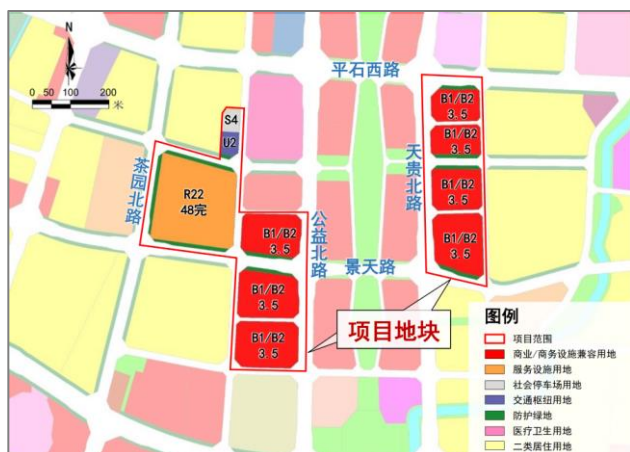 N
0 50 100 200
米
平石西路
S4
U2
茶园北路
R22
48完
B1/B2
3.5
B1/B2
3.5
B1/B2
3.5
公益北路
景天路
天贵北路
B1/B2
3.5
B1/B2
3.5
B1/B2
3.5
B1/B2
3.5
项目地块
图例
项目范围
商业/商务设施兼容用地
服务设施用地
社会停车场用地
交通枢纽用地
防护绿地
医疗卫生用地
二类居住用地